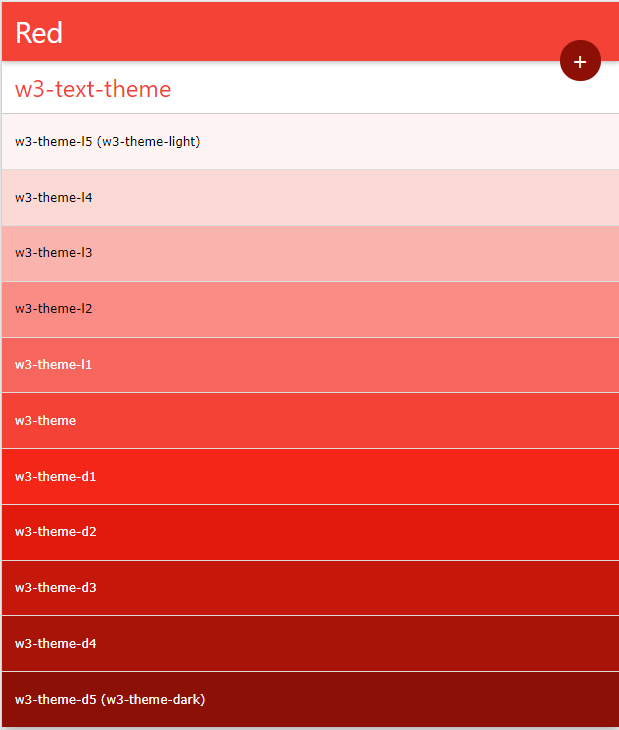 Red
+
w3-text-theme
w3-theme-l5 (w3-theme-light)
w3-theme-l4
w3-theme-l3
w3-theme-l2
w3-theme-l1
w3-theme
w3-theme-d1
w3-theme-d2
w3-theme-d3
w3-theme-d4
w3-theme-d5 (w3-theme-dark)